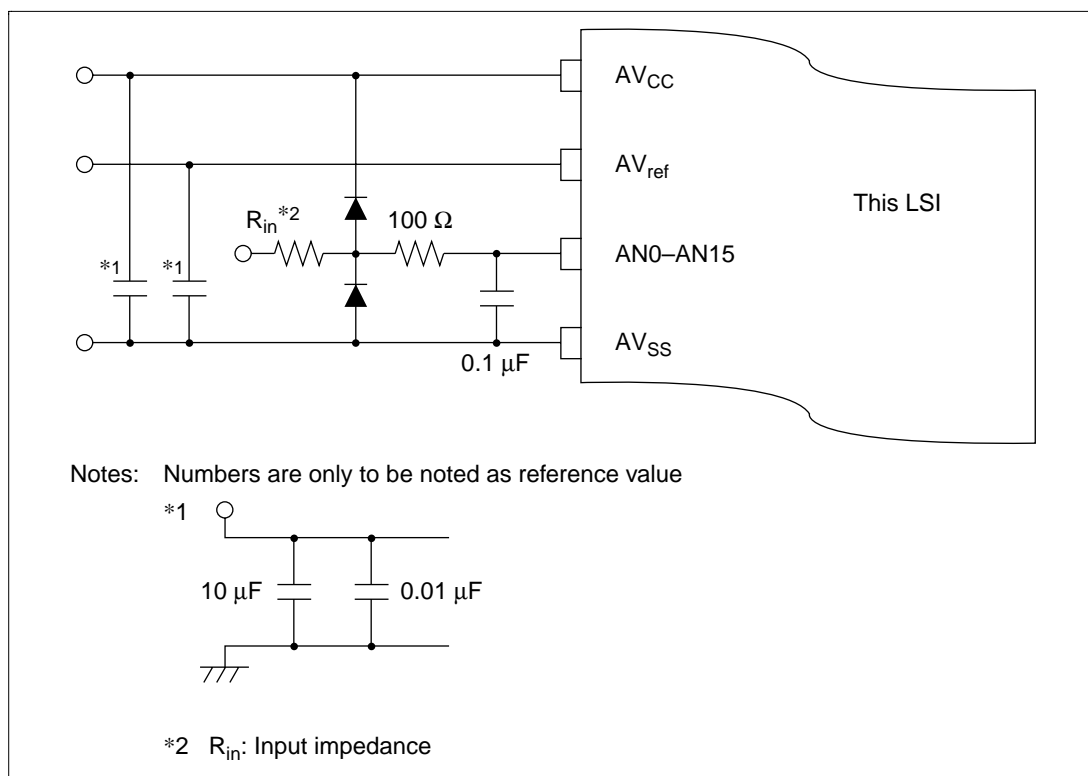 AVCC
AVref
This LSI
Rin*2
100 Ω
*1
*1
AN0–AN15
AVSS
0.1 μF
Notes: Numbers are only to be noted as reference value
*1
10 μF
0.01 μF
*2 Rin: Input impedance